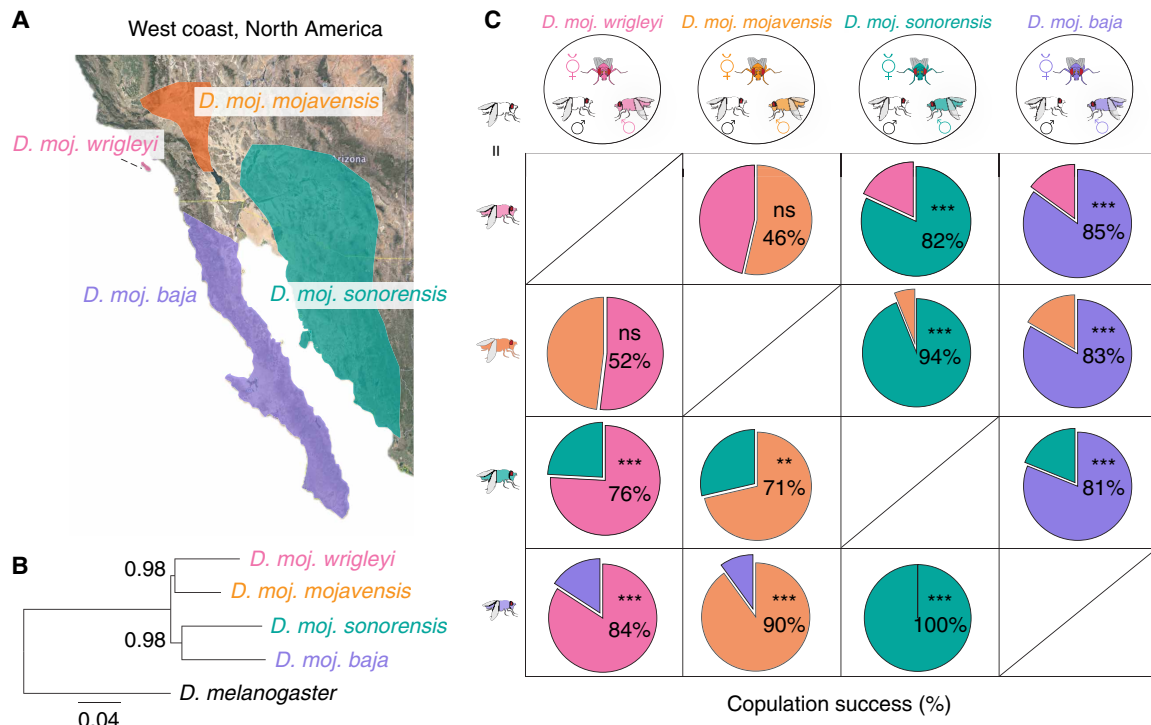 A
West coast, North America
D. moj. mojavensis
D. moj. wrigleyi
Arizona
D. moj. baja
D. moj. sonorensis
B
0.98
0.98
D. moj. wrigleyi
D. moj. mojavensis
D. moj. sonorensis
D. moj. baja
D. melanogaster
0.04
C
D. moj. wrigleyi D. moj. mojavensis D. moj. sonorensis D. moj. baja
♀ ♀ ♀ ♀
♂ ♂ ♂ ♂ ♂ ♂ ♂ ♂
=
ns *** ***
46% 82% 85%
ns *** ***
52% 94% 83%
*** ** ***
76% 71% 81%
*** *** ***
84% 90% 100%
Copulation success (%)